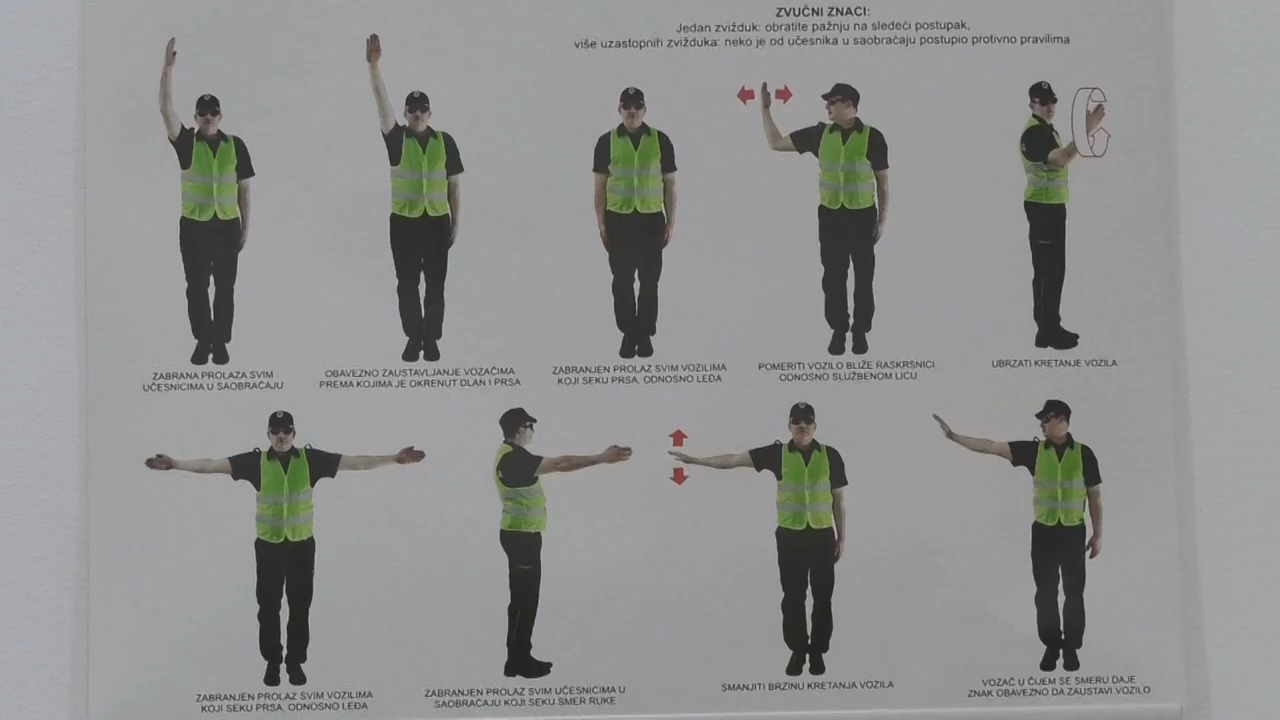 ZVUČNI ZNACI:
Jedan zvižduk: obratite pažnju na sledeći postupak,
više uzastopnih zvižduka: neko je od učesnika u saobraćaju postupio protivno pravilima
ZABRANA PROLAZA SVIM
UČESNICIMA U SAOBRAĆAJU
OBAVEZNO ZAUSTAVLJANJE VOZAČIMA
PREMA KOJIMA JE OKRENUT DLAN I PRSA
ZABRANJEN PROLAZ SVIM VOZILIMA
KOJI SEKU PRSA, ODNOSNO LEĐA
POMERITI VOZILO BLIŽE RASKRSNICI,
ODNOSNO SLUŽBENOM LICU
UBRZATI KRETANJE VOZILA
ZABRANJEN PROLAZ SVIM VOZILIMA
KOJI SEKU PRSA, ODNOSNO LEĐA
ZABRANJEN PROLAZ SVIM UČESNICIMA U
SAOBRAĆAJU KOJI SEKU SMER RUKE
SMANJITI BRZINU KRETANJA VOZILA
VOZAČ U ČIJEM SE SMERU DAJE
ZNAK OBAVEZNO DA ZAUSTAVI VOZILO